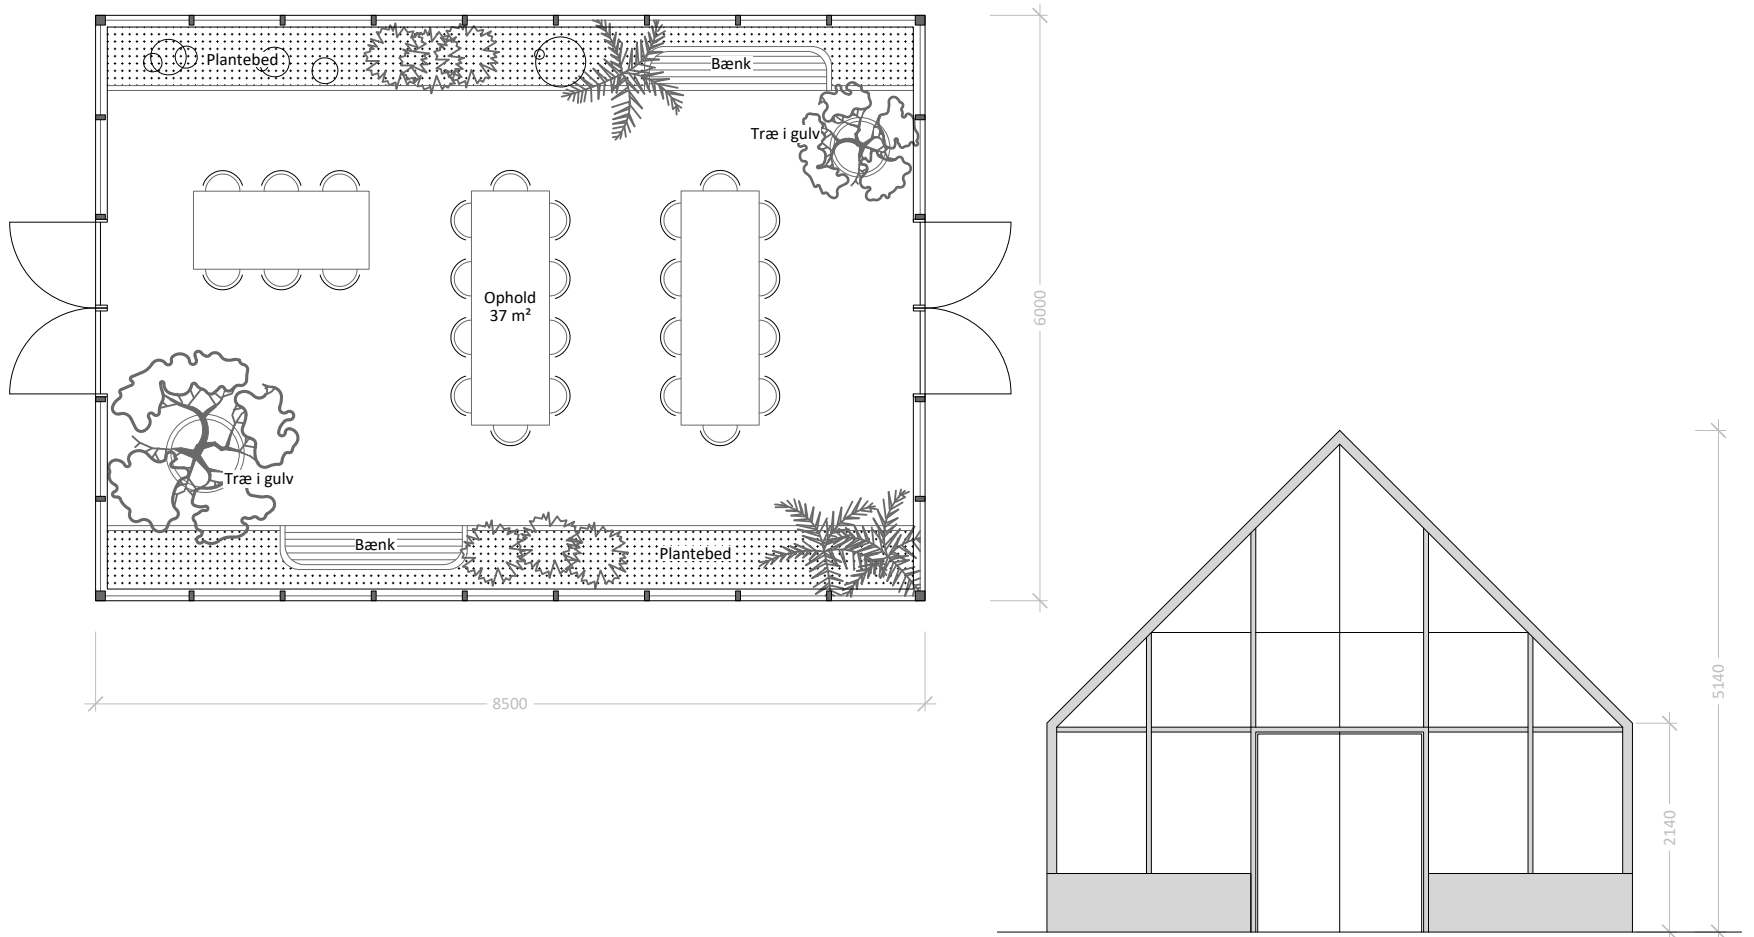 Plantebed
Bænk
Træ i gulv
Ophold
37 m²
6000
Træ i gulv
Bænk
Plantebed
8500
5140
2140